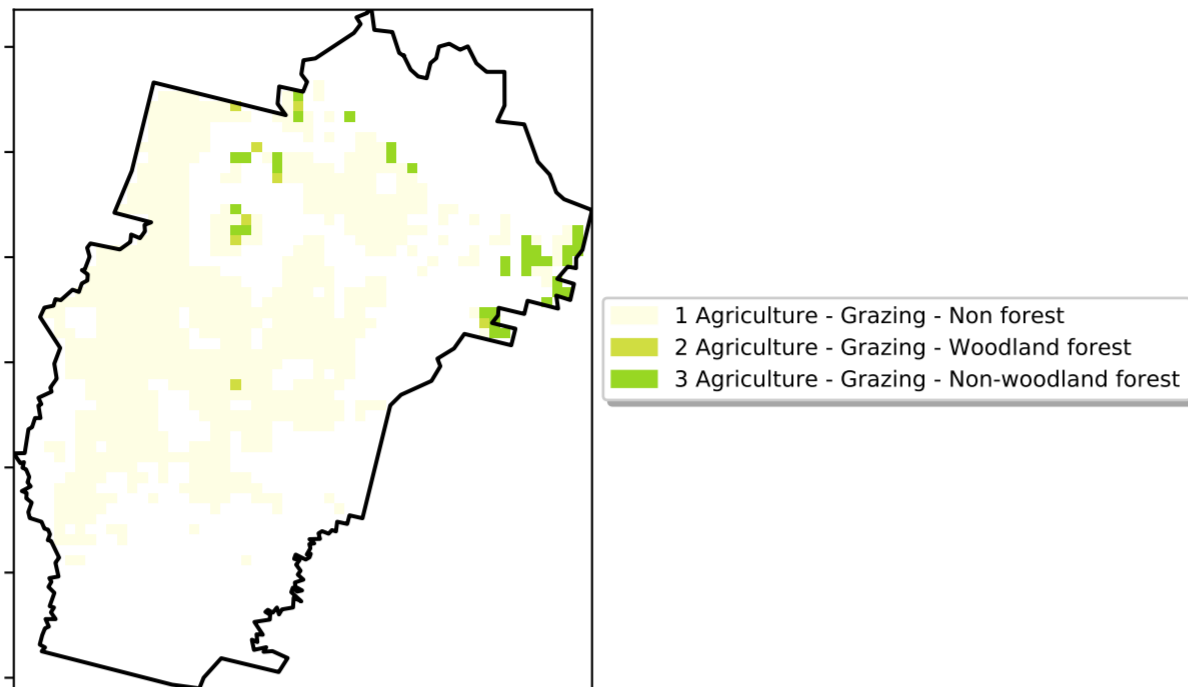 1 Agriculture - Grazing - Non forest
2 Agriculture - Grazing - Woodland forest
3 Agriculture - Grazing - Non-woodland forest